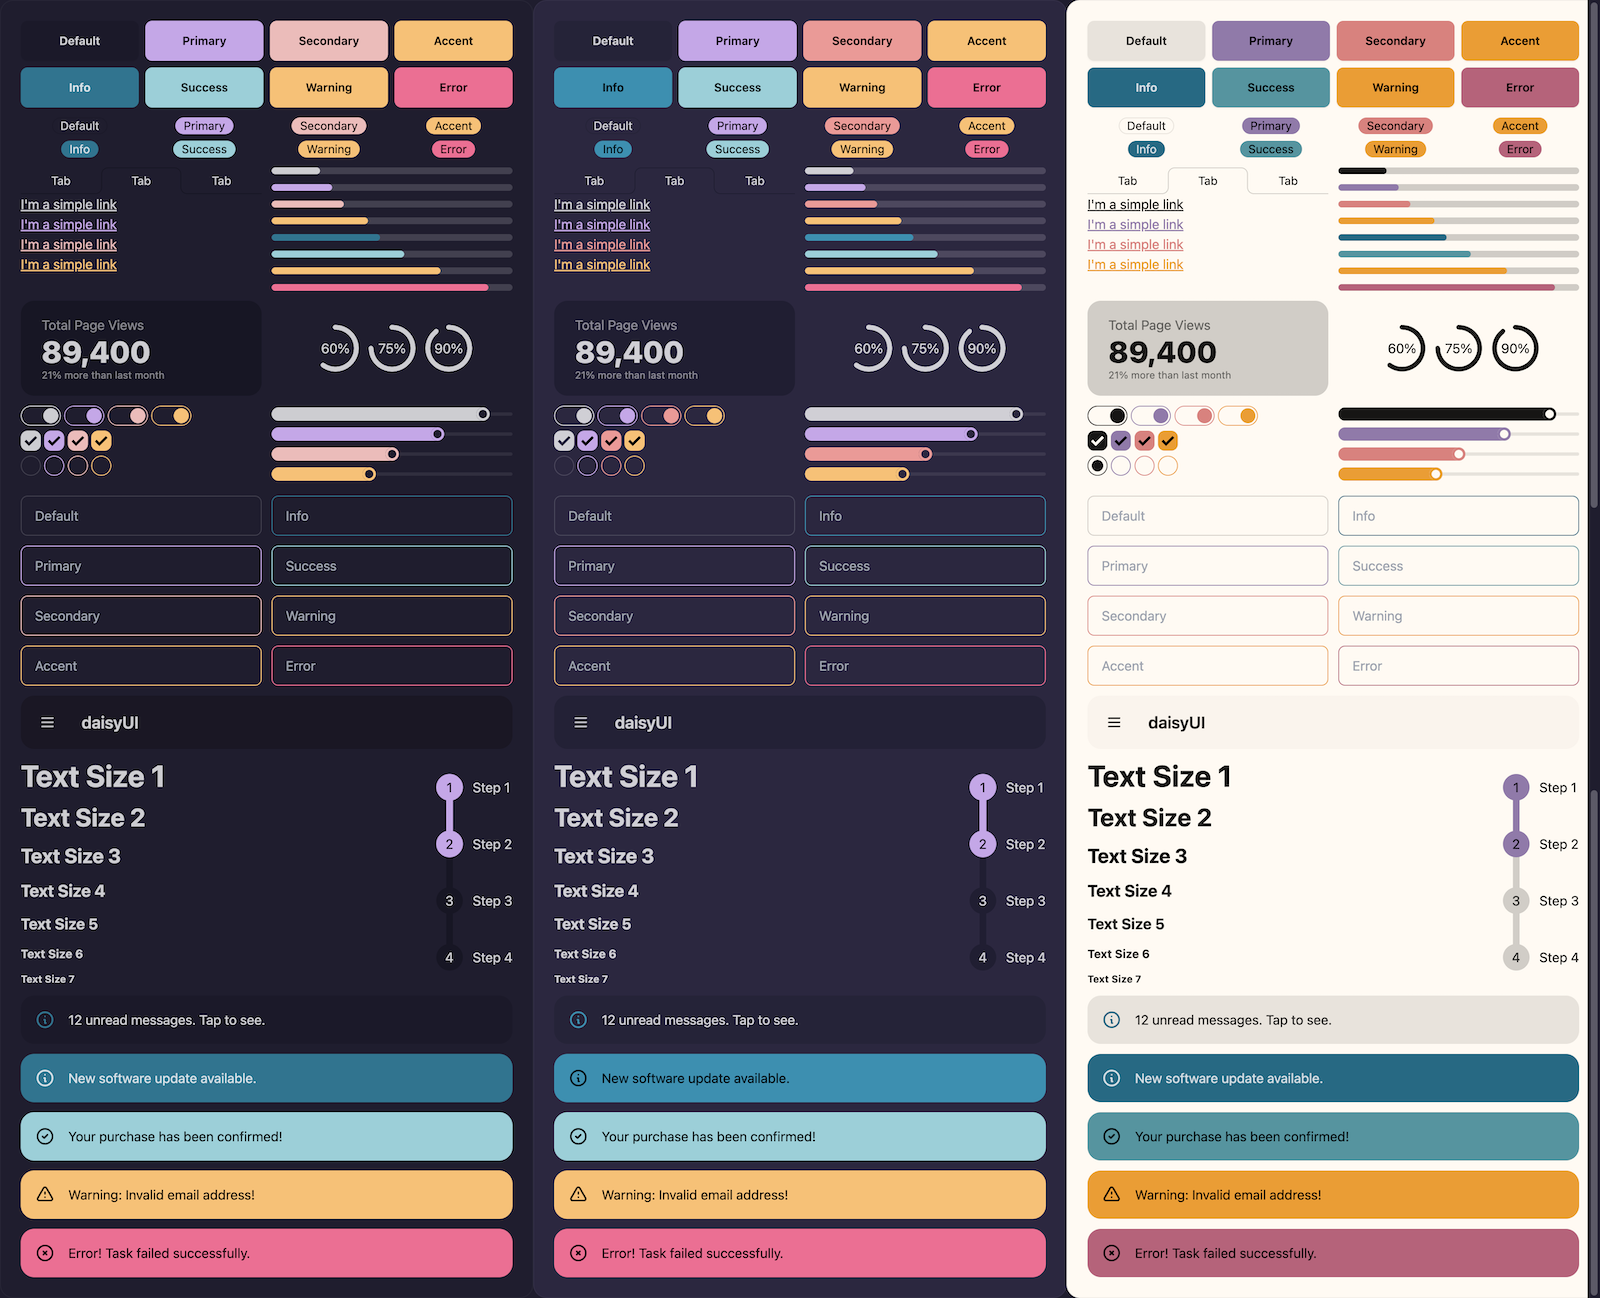 Default Primary Secondary Accent
Info Success Warning Error
Default Primary Secondary Accent
Info Success Warning Error
Tab Tab Tab
I'm a simple link
I'm a simple link
I'm a simple link
I'm a simple link
Total Page Views
89,400
21% more than last month
60% 75% 90%
Default Info
Primary Success
Secondary Warning
Accent Error
daisyUI
Text Size 1
Text Size 2
Text Size 3
Text Size 4
Text Size 5
Text Size 6
Text Size 7
1 Step 1
2 Step 2
3 Step 3
4 Step 4
12 unread messages. Tap to see.
New software update available.
Your purchase has been confirmed!
Warning: Invalid email address!
Error! Task failed successfully.
Default Primary Secondary Accent
Info Success Warning Error
Default Primary Secondary Accent
Info Success Warning Error
Tab Tab Tab
I'm a simple link
I'm a simple link
I'm a simple link
I'm a simple link
Total Page Views
89,400
21% more than last month
60% 75% 90%
Default Info
Primary Success
Secondary Warning
Accent Error
daisyUI
Text Size 1
Text Size 2
Text Size 3
Text Size 4
Text Size 5
Text Size 6
Text Size 7
1 Step 1
2 Step 2
3 Step 3
4 Step 4
12 unread messages. Tap to see.
New software update available.
Your purchase has been confirmed!
Warning: Invalid email address!
Error! Task failed successfully.
Default Primary Secondary Accent
Info Success Warning Error
Default Primary Secondary Accent
Info Success Warning Error
Tab Tab Tab
I'm a simple link
I'm a simple link
I'm a simple link
I'm a simple link
Total Page Views
89,400
21% more than last month
60% 75% 90%
Default Info
Primary Success
Secondary Warning
Accent Error
daisyUI
Text Size 1
Text Size 2
Text Size 3
Text Size 4
Text Size 5
Text Size 6
Text Size 7
1 Step 1
2 Step 2
3 Step 3
4 Step 4
12 unread messages. Tap to see.
New software update available.
Your purchase has been confirmed!
Warning: Invalid email address!
Error! Task failed successfully.